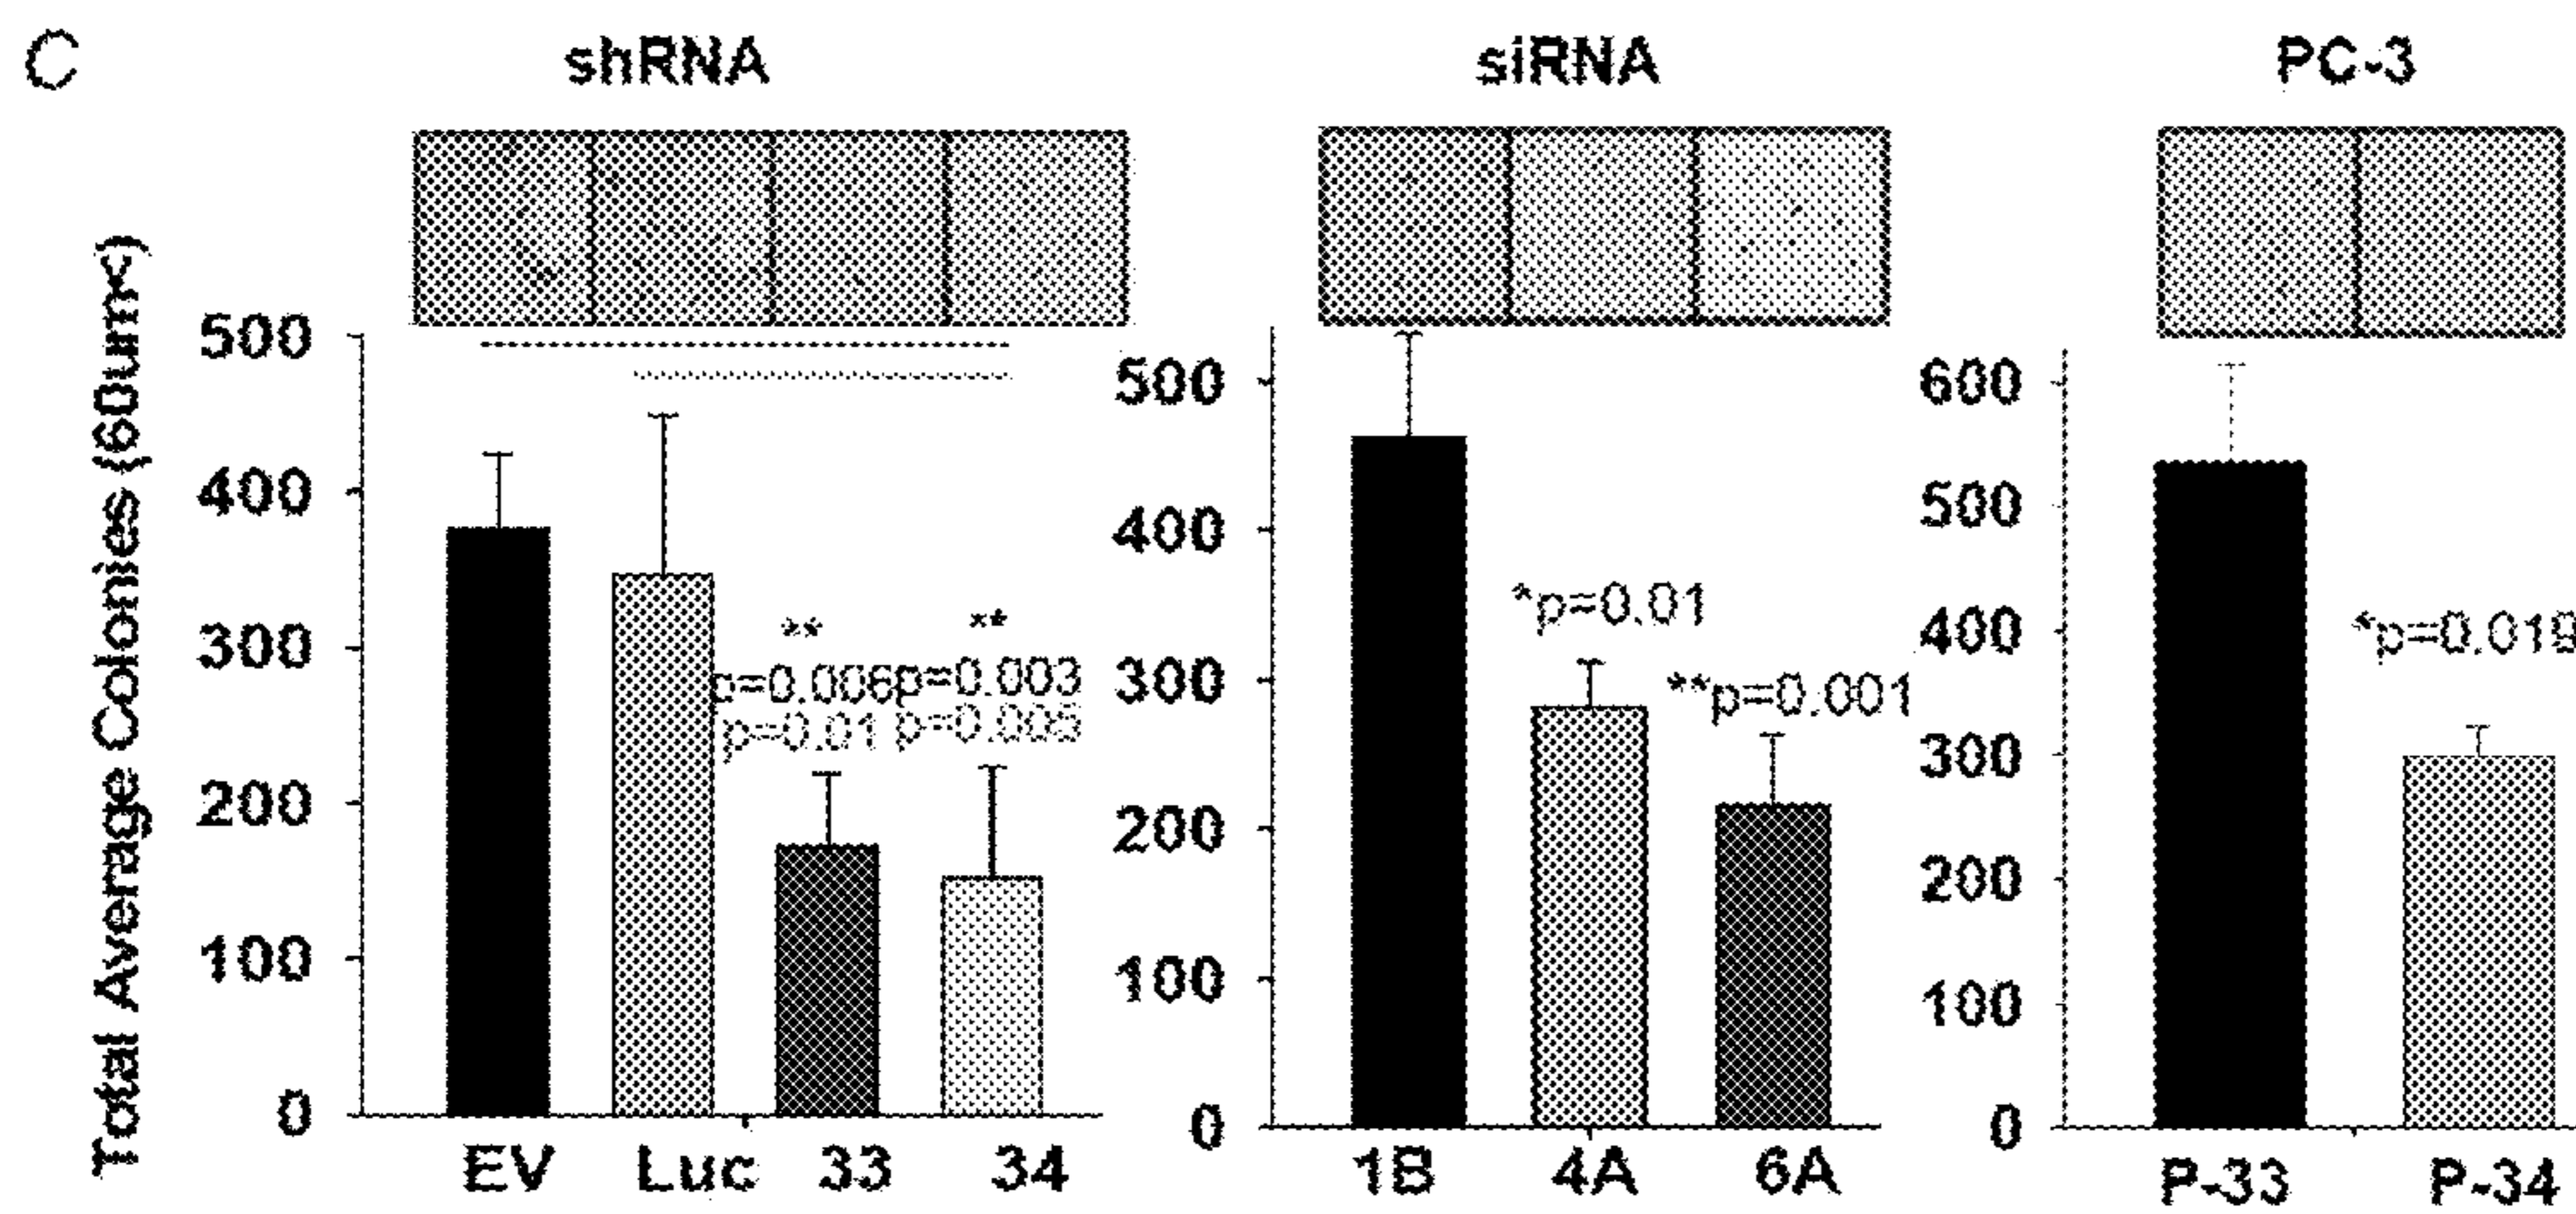 C
shRNA
siRNA
PC-3
Total Average Colonies (60um<)
500
400
300
200
100
0
**
**
p=0.006
p=0.003
p=0.01
p=0.005
EV
Luc
33
34
500
400
300
200
100
0
*p=0.01
**p=0.001
1B
4A
6A
600
500
400
300
200
100
0
*p=0.019
P-33
P-34